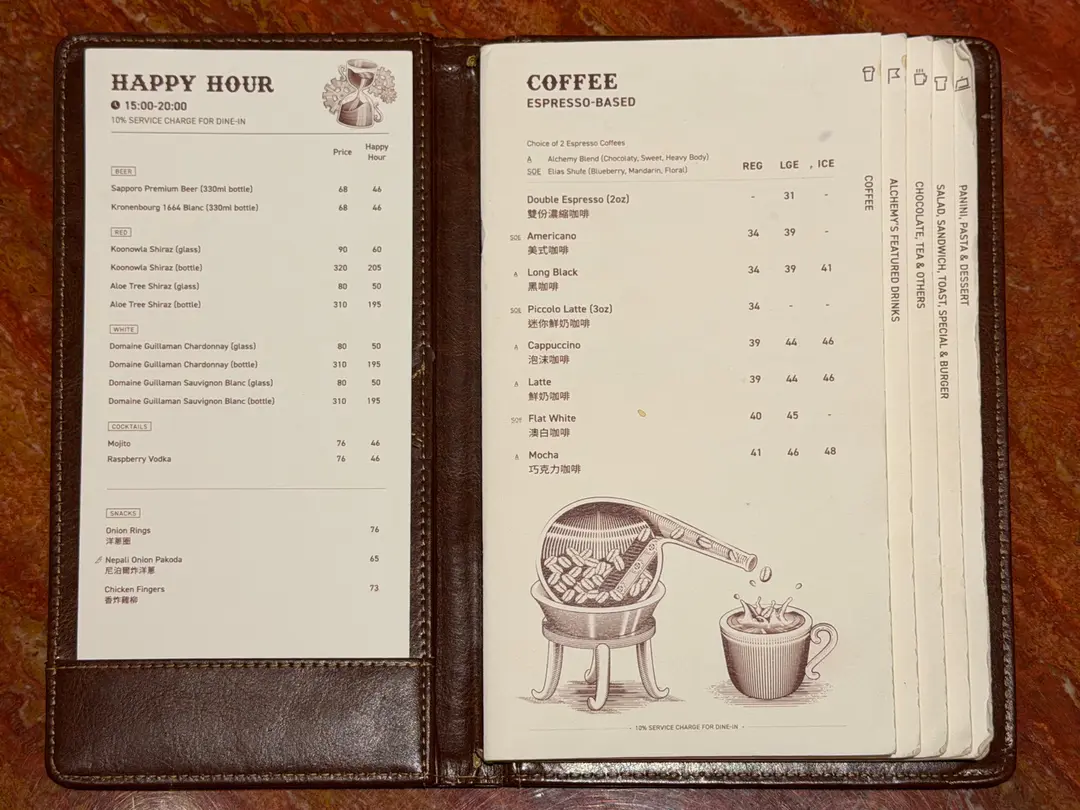 HAPPY HOUR
15:00-20:00
10% SERVICE CHARGE FOR DINE-IN
Price Happy Hour
BEER
Sapporo Premium Beer (330ml bottle) 68 46
Kronenbourg 1664 Blanc (330ml bottle) 68 46
RED
Koonowla Shiraz (glass) 90 60
Koonowla Shiraz (bottle) 320 205
Aloe Tree Shiraz (glass) 80 50
Aloe Tree Shiraz (bottle) 310 195
WHITE
Domaine Guillaman Chardonnay (glass) 80 50
Domaine Guillaman Chardonnay (bottle) 310 195
Domaine Guillaman Sauvignon Blanc (glass) 80 50
Domaine Guillaman Sauvignon Blanc (bottle) 310 195
COCKTAILS
Mojito 76 46
Raspberry Vodka 76 46
SNACKS
Onion Rings 76
洋蔥圈
Nepali Onion Pakoda 65
尼泊爾炸洋蔥
Chicken Fingers 73
香炸雞柳
COFFEE
ESPRESSO-BASED
Choice of 2 Espresso Coffees
A Alchemy Blend (Chocolaty, Sweet, Heavy Body)
SOE Elias Shufe (Blueberry, Mandarin, Floral)
REG LGE ICE
Double Espresso (2oz) - 31 -
雙份濃縮咖啡
SOE Americano 34 39 -
美式咖啡
A Long Black 34 39 41
黑咖啡
SOE Piccolo Latte (3oz) 34 - -
迷你鮮奶咖啡
A Cappuccino 39 44 46
泡沫咖啡
A Latte 39 44 46
鮮奶咖啡
SOE Flat White 40 45 -
澳白咖啡
A Mocha 41 46 48
巧克力咖啡
10% SERVICE CHARGE FOR DINE-IN
COFFEE
ALCHEMY'S FEATURED DRINKS
CHOCOLATE, TEA & OTHERS
SALAD, SANDWICH, TOAST, SPECIAL & BURGER
PANINI, PASTA & DESSERT